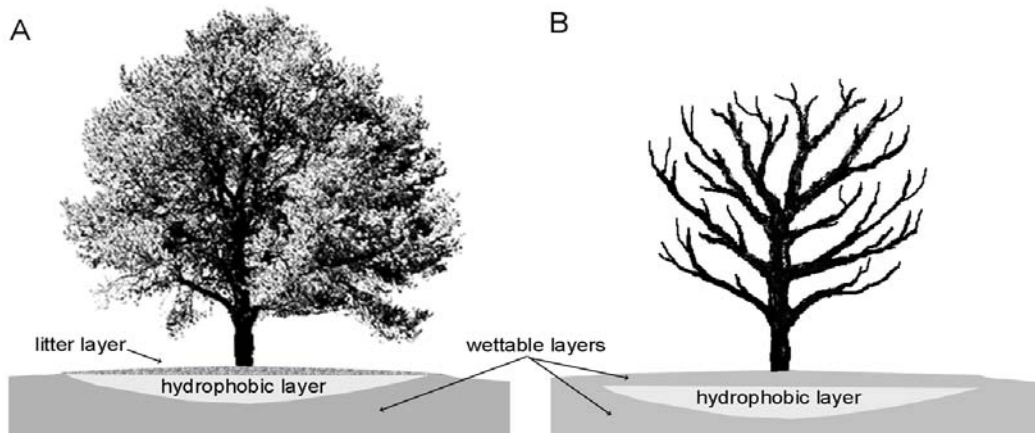 A
B
litter layer
wettable layers
hydrophobic layer
hydrophobic layer